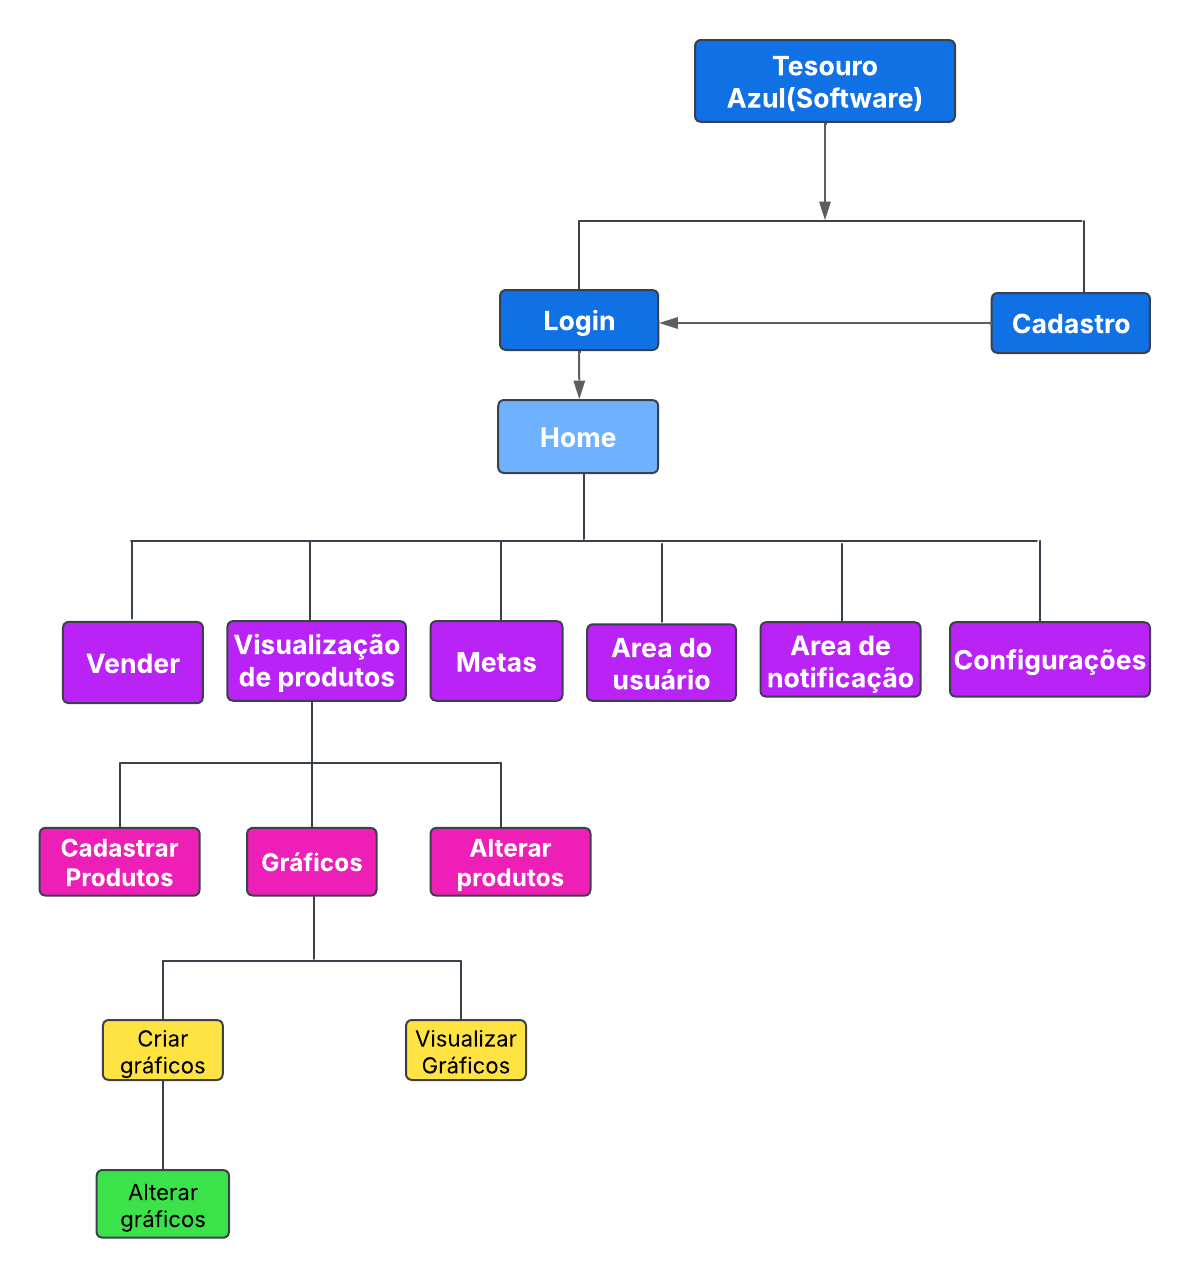 Tesouro
Azul(Software)
Login
Cadastro
Home
Vender
Visualização
de produtos
Metas
Area do
usuário
Area de
notificação
Configurações
Cadastrar
Produtos
Gráficos
Alterar
produtos
Criar
gráficos
Visualizar
Gráficos
Alterar
gráficos